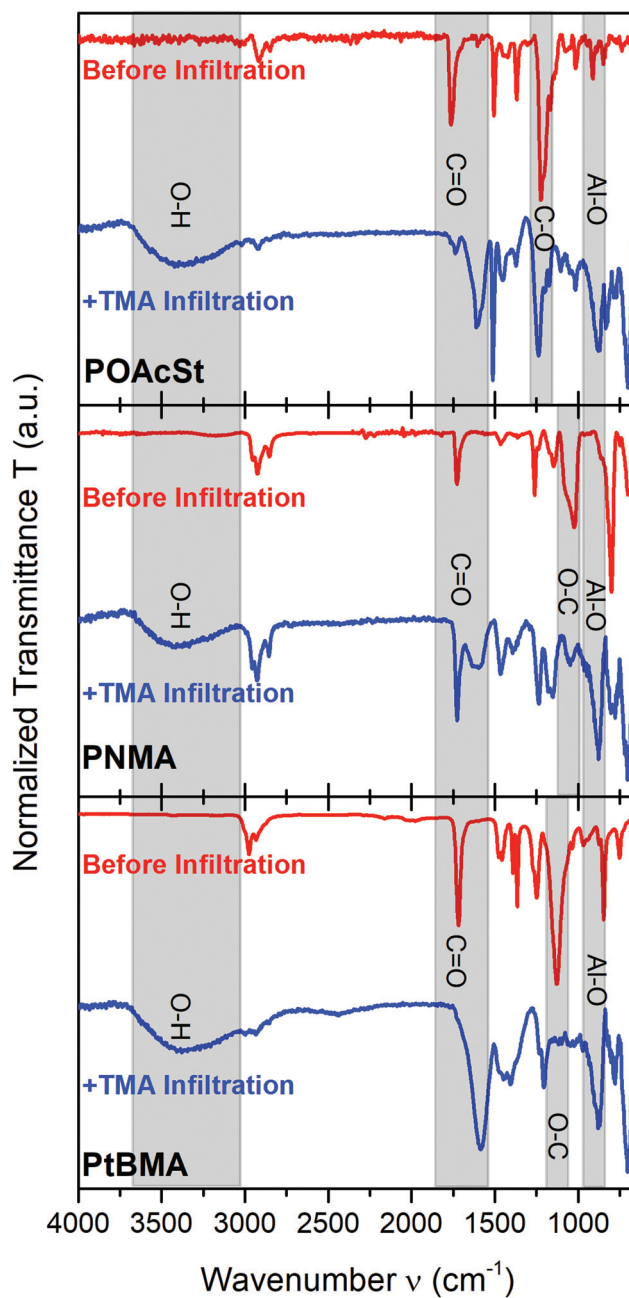 Before Infiltration
O-H
C=O
C-O
Al-O
+TMA Infiltration
POAcSt
Before Infiltration
O-H
C=O
O-C
Al-O
+TMA Infiltration
PNMA
Before Infiltration
O-H
C=O
O-C
Al-O
+TMA Infiltration
PtBMA
Normalized Transmittance T (a.u.)
4000 3500 3000 2500 2000 1500 1000
Wavenumber ν (cm⁻¹)